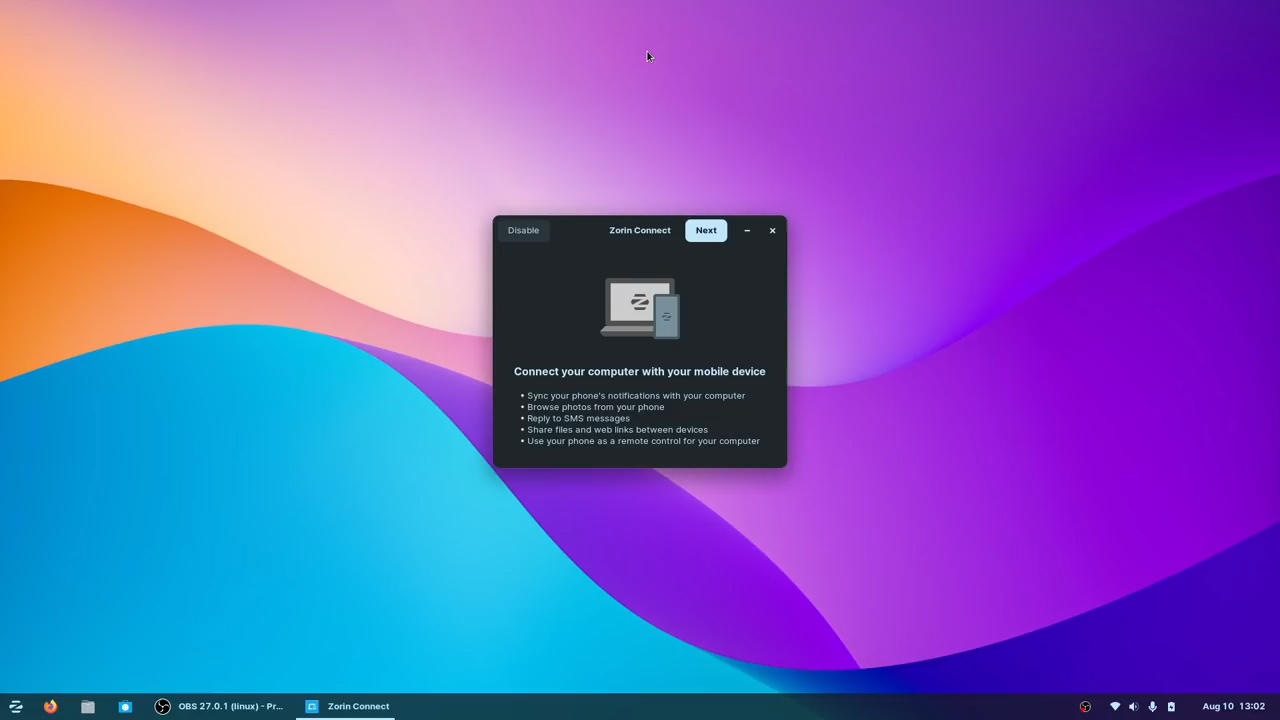 Disable
Zorin Connect
Next
Connect your computer with your mobile device
• Sync your phone's notifications with your computer
• Browse photos from your phone
• Reply to SMS messages
• Share files and web links between devices
• Use your phone as a remote control for your computer
OBS 27.0.1 (linux) - Pr...
Zorin Connect
Aug 10 13:02